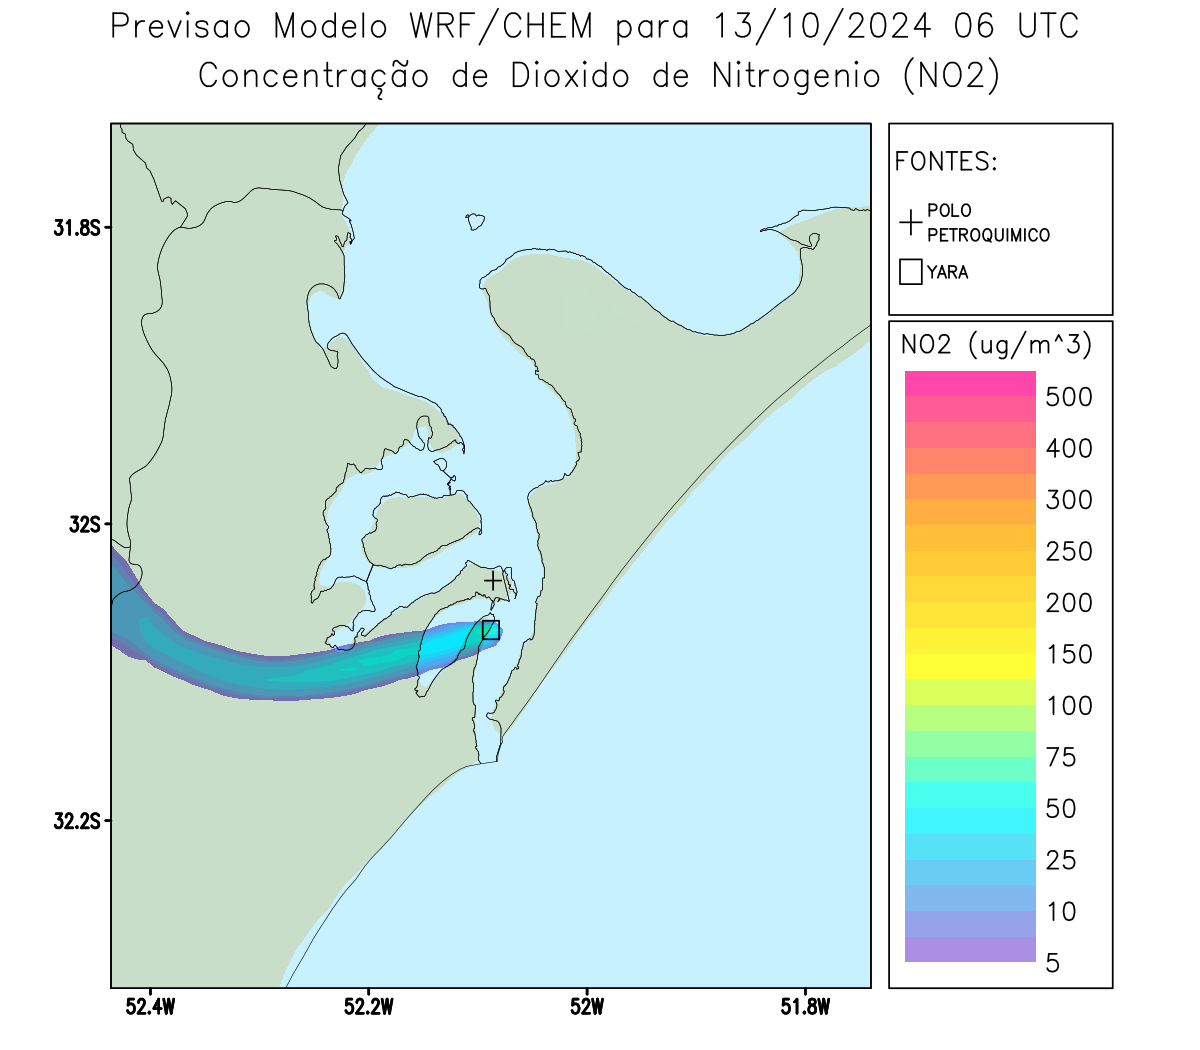 Previsao Modelo WRF/CHEM para 13/10/2024 06 UTC
Concentração de Dioxido de Nitrogenio (NO2)
FONTES:
POLO
PETROQUIMICO
YARA
31.8S
32S
32.2S
52.4W
52.2W
52W
51.8W
NO2 (ug/m^3)
500
400
300
250
200
150
100
75
50
25
10
5